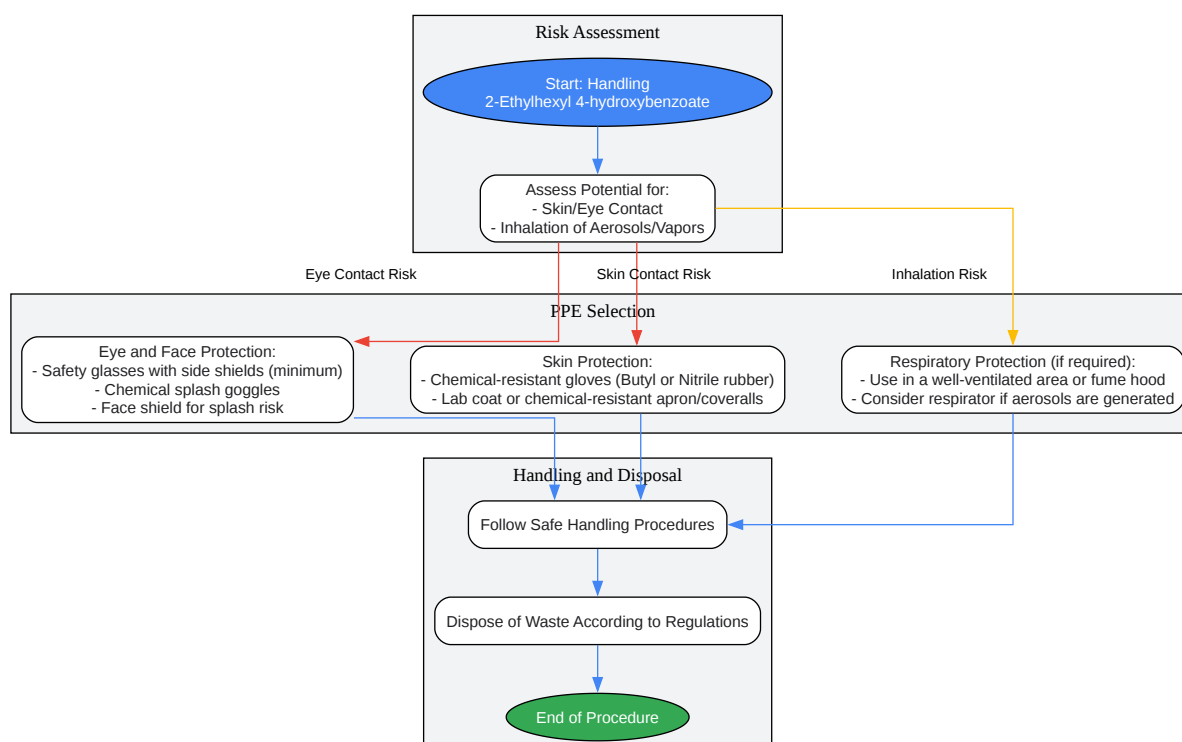 Risk Assessment
Start: Handling
2-Ethylhexyl 4-hydroxybenzoate
Assess Potential for:
- Skin/Eye Contact
- Inhalation of Aerosols/Vapors
Eye Contact Risk
Skin Contact Risk
Inhalation Risk
PPE Selection
Eye and Face Protection:
- Safety glasses with side shields (minimum)
- Chemical splash goggles
- Face shield for splash risk
Skin Protection:
- Chemical-resistant gloves (Butyl or Nitrile rubber)
- Lab coat or chemical-resistant apron/coveralls
Respiratory Protection (if required):
- Use in a well-ventilated area or fume hood
- Consider respirator if aerosols are generated
Handling and Disposal
Follow Safe Handling Procedures
Dispose of Waste According to Regulations
End of Procedure